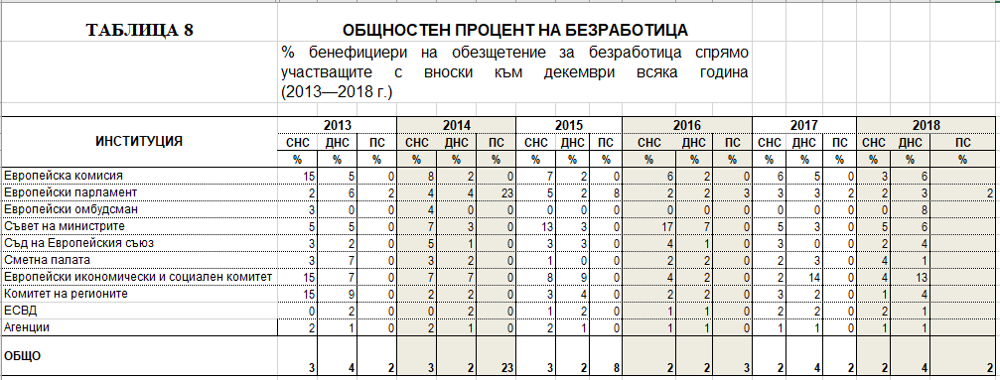 ТАБЛИЦА 8 ОБЩНОСТЕН ПРОЦЕНТ НА БЕЗРАБОТИЦА
% бенефициери на обезщетение за безработица спрямо
участващите с вноски към декември всяка година
(2013—2018 г.)
ИНСТИТУЦИЯ 2013 2014 2015 2016 2017 2018
СНС ДНС ПС СНС ДНС ПС СНС ДНС ПС СНС ДНС ПС СНС ДНС ПС СНС ДНС ПС
% % % % % % % % % % % % % % % % % %
Европейска комисия 15 5 0 8 2 0 7 2 0 6 2 0 6 5 0 3 6
Европейски парламент 2 6 2 4 4 23 5 2 8 2 2 3 3 3 2 2 3 2
Европейски омбудсман 3 0 0 4 0 0 0 0 0 0 0 0 0 0 0 0 8
Съвет на министрите 5 5 0 7 3 0 13 3 0 17 7 0 5 3 0 5 6
Съд на Европейския съюз 3 2 0 5 1 0 3 3 0 4 1 0 3 0 0 2 4
Сметна палата 3 7 0 3 2 0 1 0 0 2 2 0 2 3 0 4 1
Европейски икономически и социален комитет 15 7 0 7 7 0 8 9 0 4 2 0 2 14 0 4 13
Комитет на регионите 15 9 0 2 2 0 3 4 0 2 2 0 3 2 0 1 4
ЕСВД 0 2 0 0 2 0 1 2 0 1 1 0 2 2 0 2 1
Агенции 2 1 0 2 1 0 2 1 0 1 1 0 1 1 0 1 1
ОБЩО 3 4 2 3 2 23 3 2 8 2 2 3 2 4 2 2 4 2